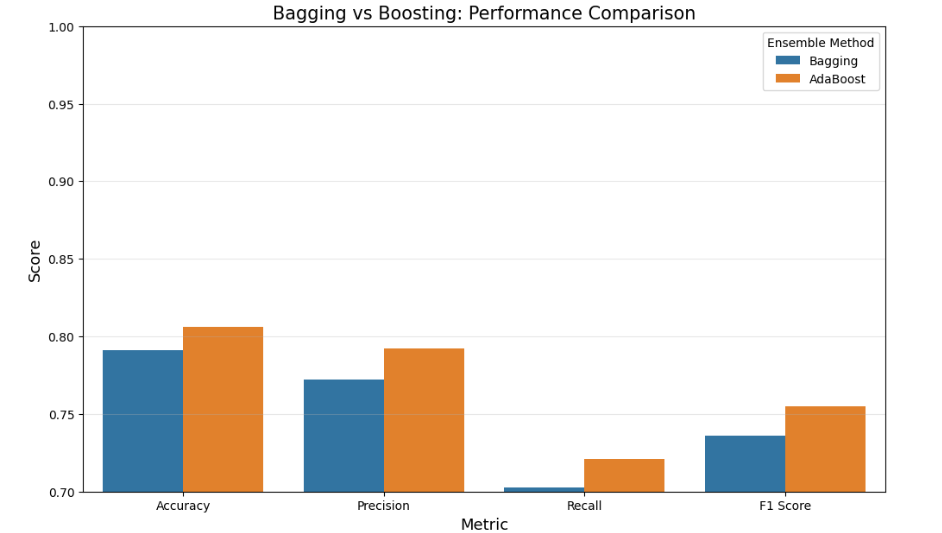 Bagging vs Boosting: Performance Comparison
Ensemble Method
Bagging
AdaBoost
Score
1.00
0.95
0.90
0.85
0.80
0.75
0.70
Accuracy Precision Recall F1 Score
Metric